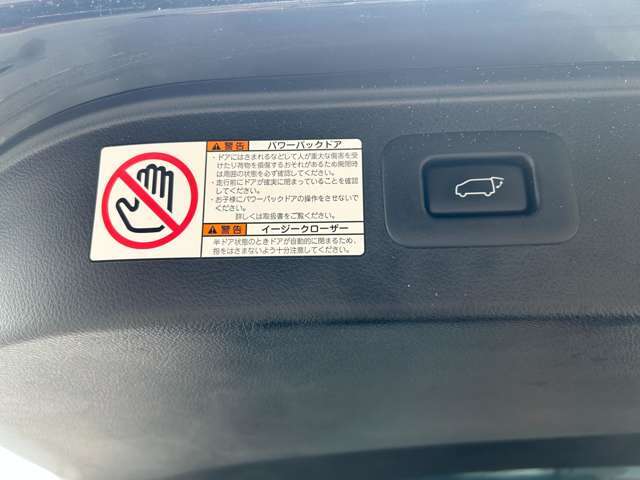 警告 パワーバックドア
・ドアにはさまれるなどして人が重大な傷害を受
けたり荷物を損傷するおそれがあるため開閉時
は周囲の状態を必ず確認してください。
・走行前にドアが確実に閉まっていることを確認
してください。
・お子様にパワーバックドアの操作をさせないで
ください。
詳しくは取扱書をご覧ください。
警告 イージークローザー
半ドア状態のときドアが自動的に閉まるため、
指をはさまないよう十分注意してください。